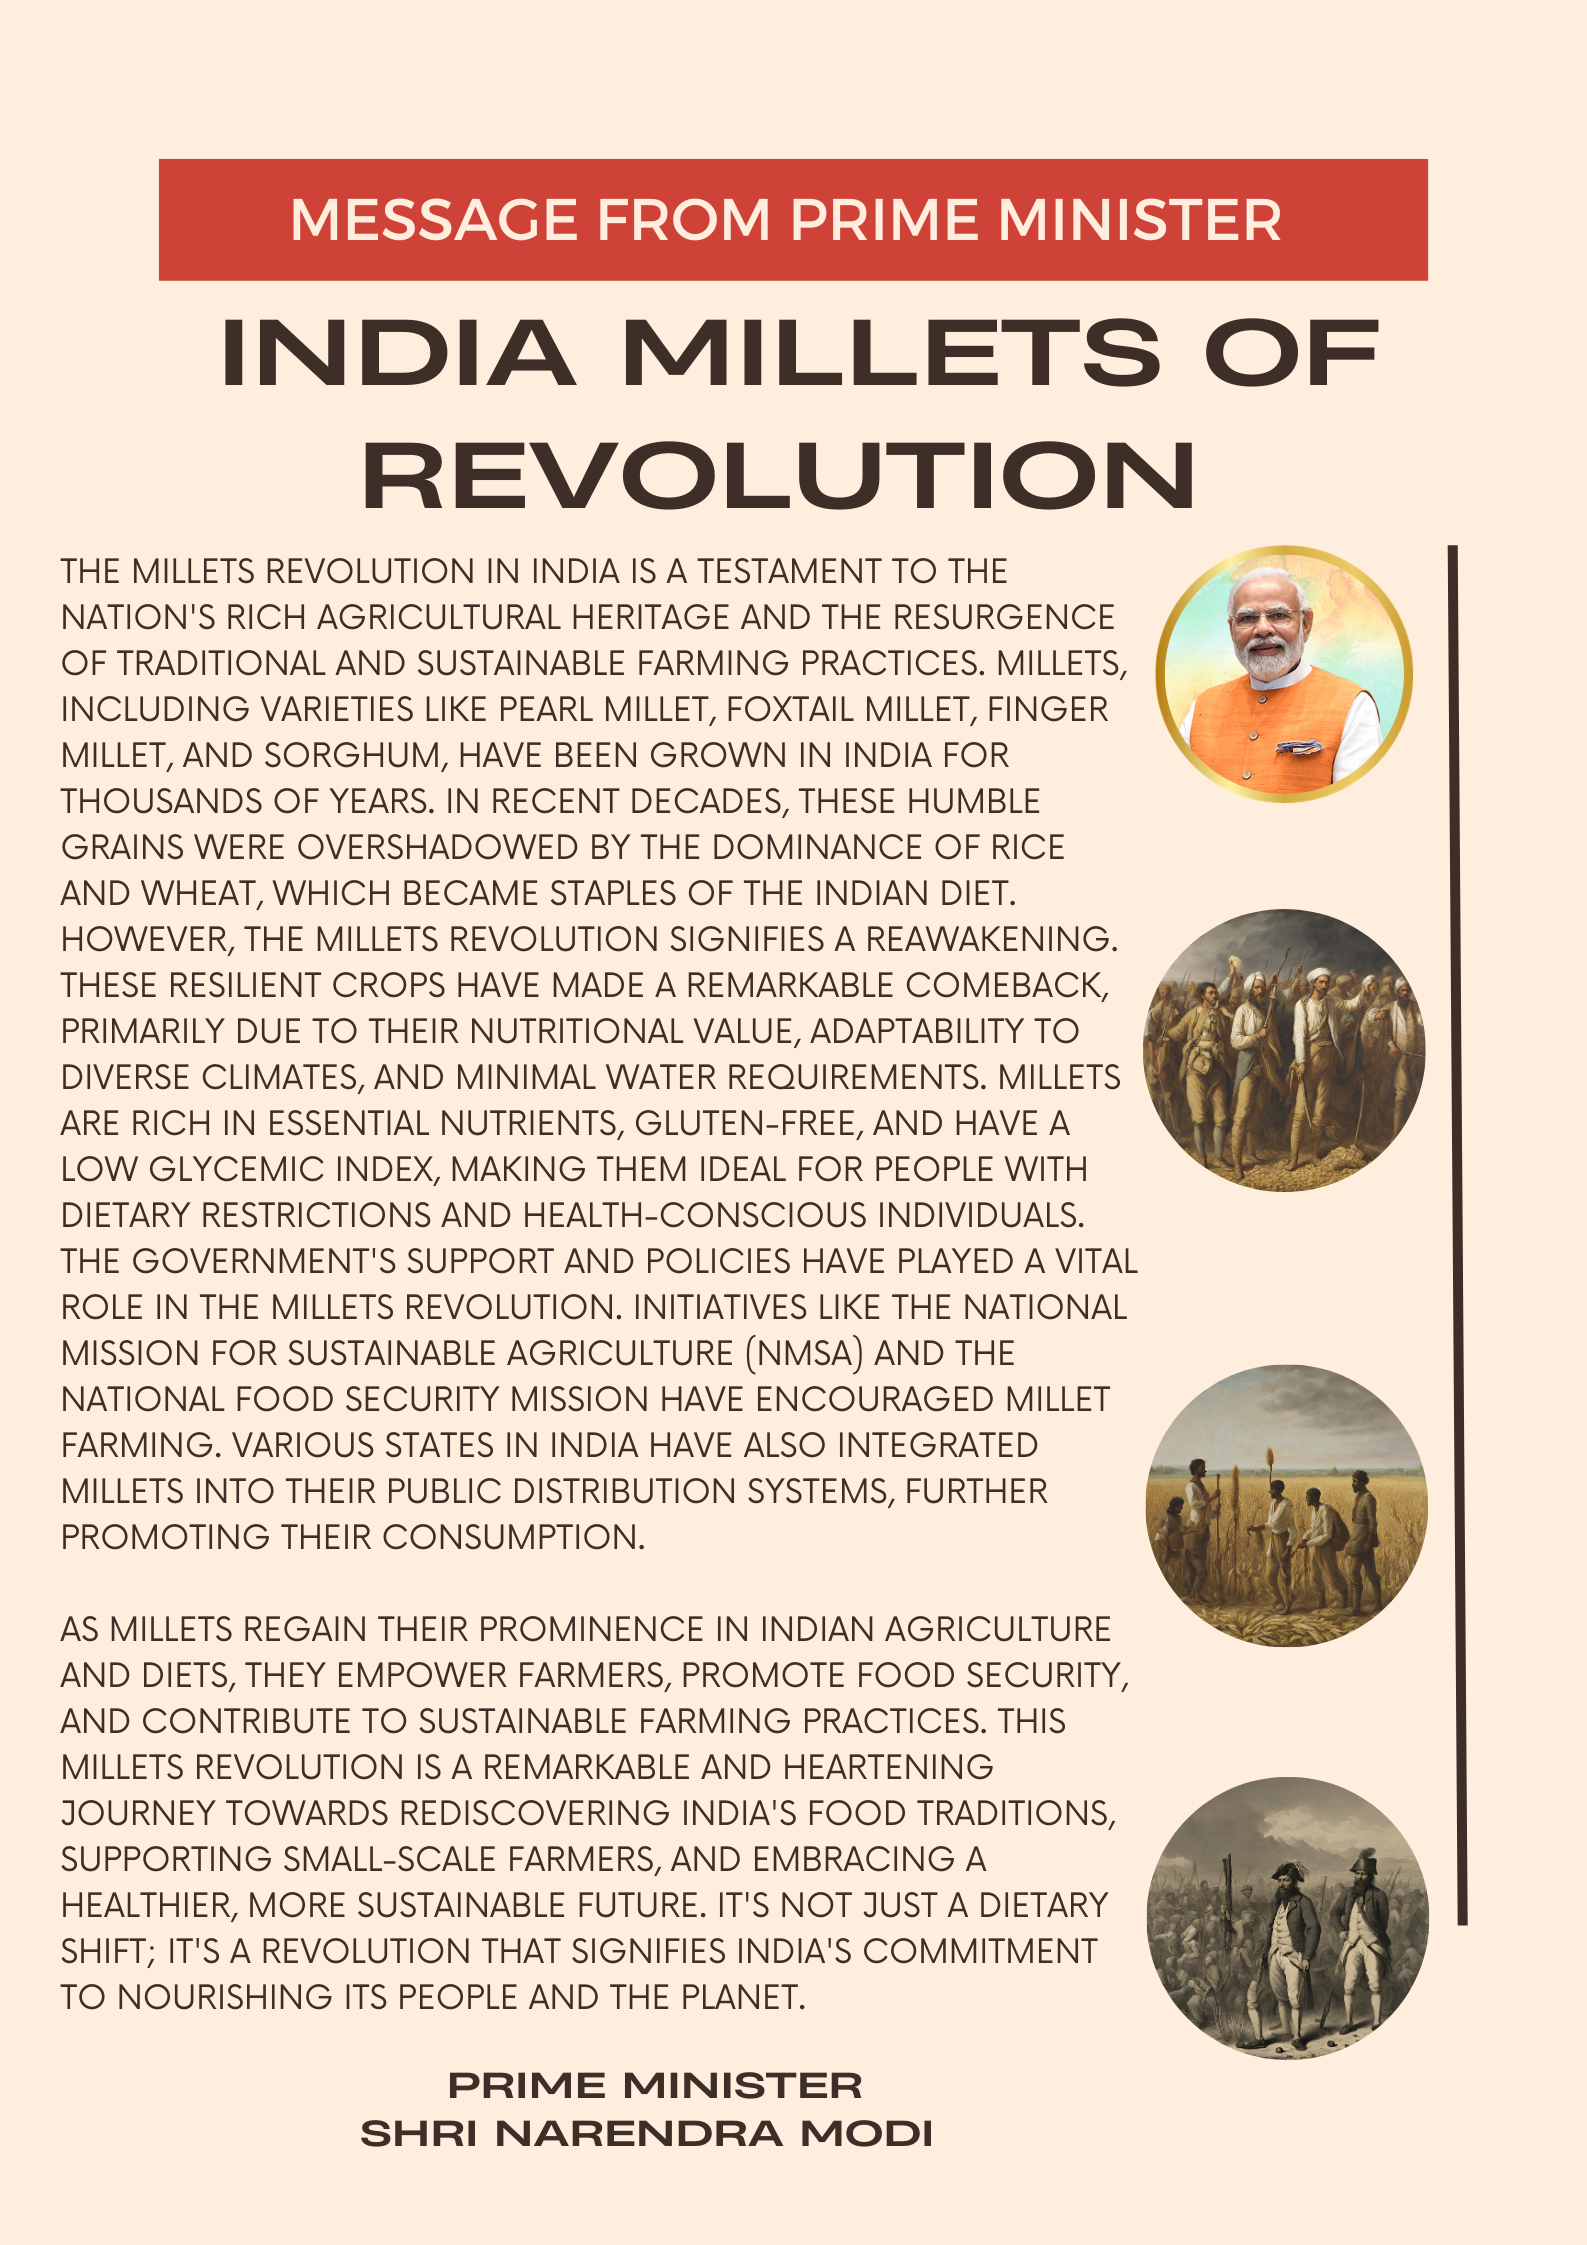 MESSAGE FROM PRIME MINISTER
INDIA MILLETS OF
REVOLUTION
THE MILLETS REVOLUTION IN INDIA IS A TESTAMENT TO THE
NATION'S RICH AGRICULTURAL HERITAGE AND THE RESURGENCE
OF TRADITIONAL AND SUSTAINABLE FARMING PRACTICES. MILLETS,
INCLUDING VARIETIES LIKE PEARL MILLET, FOXTAIL MILLET, FINGER
MILLET, AND SORGHUM, HAVE BEEN GROWN IN INDIA FOR
THOUSANDS OF YEARS. IN RECENT DECADES, THESE HUMBLE
GRAINS WERE OVERSHADOWED BY THE DOMINANCE OF RICE
AND WHEAT, WHICH BECAME STAPLES OF THE INDIAN DIET.
HOWEVER, THE MILLETS REVOLUTION SIGNIFIES A REAWAKENING.
THESE RESILIENT CROPS HAVE MADE A REMARKABLE COMEBACK,
PRIMARILY DUE TO THEIR NUTRITIONAL VALUE, ADAPTABILITY TO
DIVERSE CLIMATES, AND MINIMAL WATER REQUIREMENTS. MILLETS
ARE RICH IN ESSENTIAL NUTRIENTS, GLUTEN-FREE, AND HAVE A
LOW GLYCEMIC INDEX, MAKING THEM IDEAL FOR PEOPLE WITH
DIETARY RESTRICTIONS AND HEALTH-CONSCIOUS INDIVIDUALS.
THE GOVERNMENT'S SUPPORT AND POLICIES HAVE PLAYED A VITAL
ROLE IN THE MILLETS REVOLUTION. INITIATIVES LIKE THE NATIONAL
MISSION FOR SUSTAINABLE AGRICULTURE (NMSA) AND THE
NATIONAL FOOD SECURITY MISSION HAVE ENCOURAGED MILLET
FARMING. VARIOUS STATES IN INDIA HAVE ALSO INTEGRATED
MILLETS INTO THEIR PUBLIC DISTRIBUTION SYSTEMS, FURTHER
PROMOTING THEIR CONSUMPTION.
AS MILLETS REGAIN THEIR PROMINENCE IN INDIAN AGRICULTURE
AND DIETS, THEY EMPOWER FARMERS, PROMOTE FOOD SECURITY,
AND CONTRIBUTE TO SUSTAINABLE FARMING PRACTICES. THIS
MILLETS REVOLUTION IS A REMARKABLE AND HEARTENING
JOURNEY TOWARDS REDISCOVERING INDIA'S FOOD TRADITIONS,
SUPPORTING SMALL-SCALE FARMERS, AND EMBRACING A
HEALTHIER, MORE SUSTAINABLE FUTURE. IT'S NOT JUST A DIETARY
SHIFT; IT'S A REVOLUTION THAT SIGNIFIES INDIA'S COMMITMENT
TO NOURISHING ITS PEOPLE AND THE PLANET.
PRIME MINISTER
SHRI NARENDRA MODI